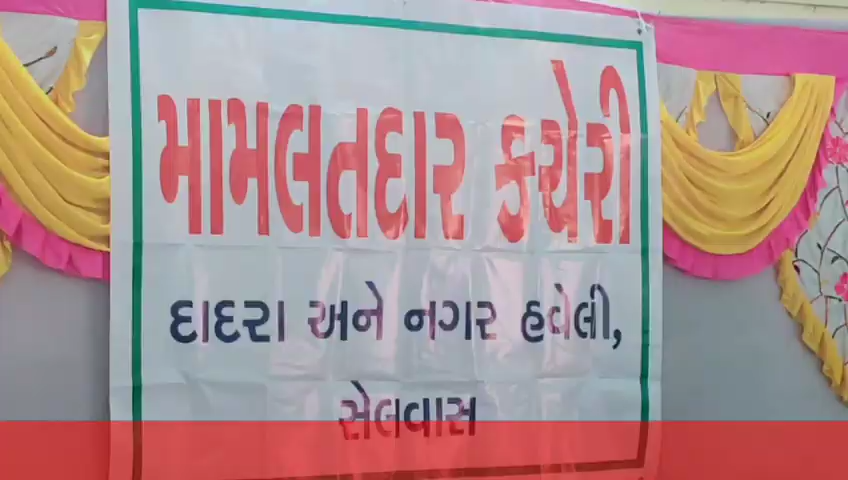 મામલતદાર કચેરી
દાદરા અને નગર હવેલી,
સેલવાસ